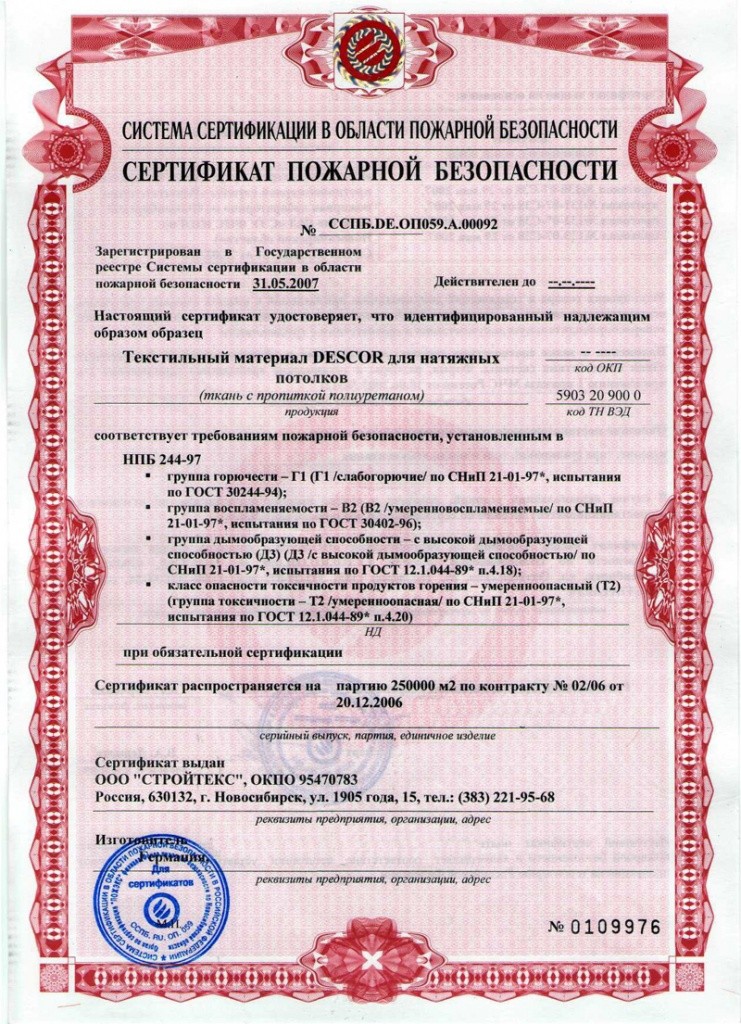 СИСТЕМА СЕРТИФИКАЦИИ В ОБЛАСТИ ПОЖАРНОЙ БЕЗОПАСНОСТИ
СЕРТИФИКАТ ПОЖАРНОЙ БЕЗОПАСНОСТИ
№ ССПБ.DE.ОП059.А.00092
Зарегистрирован в Государственном
реестре Системы сертификации в области
пожарной безопасности 31.05.2007
Действителен до --.--.----
Настоящий сертификат удостоверяет, что идентифицированный надлежащим
образом образец
Текстильный материал DESCOR для натяжных
потолков
(ткань с пропиткой полиуретаном)
продукция
-- ----
код ОКП
5903 20 900 0
код ТН ВЭД
соответствует требованиям пожарной безопасности, установленным в
НПБ 244-97
▪ группа горючести – Г1 (Г1 /слабогорючие/ по СНиП 21-01-97*, испытания
по ГОСТ 30244-94);
▪ группа воспламеняемости – В2 (В2 /умеренновоспламеняемые/ по СНиП
21-01-97*, испытания по ГОСТ 30402-96);
▪ группа дымообразующей способности – с высокой дымообразующей
способностью (Д3) (Д3 /с высокой дымообразующей способностью/ по
СНиП 21-01-97*, испытания по ГОСТ 12.1.044-89* п.4.18);
▪ класс опасности токсичности продуктов горения – умеренноопасный (Т2)
(группа токсичности – Т2 /умеренноопасная/ по СНиП 21-01-97*,
испытания по ГОСТ 12.1.044-89* п.4.20)
НД
при обязательной сертификации
Сертификат распространяется на партию 250000 м2 по контракту № 02/06 от
20.12.2006
серийный выпуск, партия, единичное изделие
Сертификат выдан
ООО "СТРОЙТЕКС", ОКПО 95470783
Россия, 630132, г. Новосибирск, ул. 1905 года, 15, тел.: (383) 221-95-68
реквизиты предприятия, организации, адрес
Изготовитель
Германия,
реквизиты предприятия, организации, адрес
Для
сертификатов
ССПБ. RU. ОП. 059
М.П.
СИСТЕМА СЕРТИФИКАЦИИ В ОБЛАСТИ ПОЖАРНОЙ БЕЗОПАСНОСТИ В РОССИЙСКОЙ ФЕДЕРАЦИИ
№ 0109976